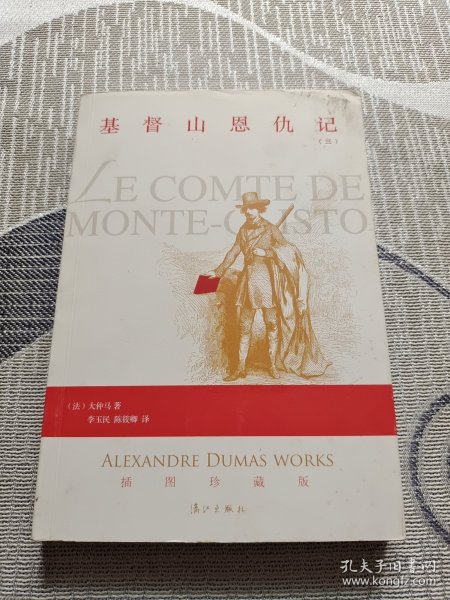 基督山恩仇记
（三）
LE COMTE DE
MONTE-CRISTO
（法）大仲马 著
李玉民 陈筱卿 译
ALEXANDRE DUMAS WORKS
插图珍藏版
漓江出版社
孔夫子旧书网
www.kongfz.com